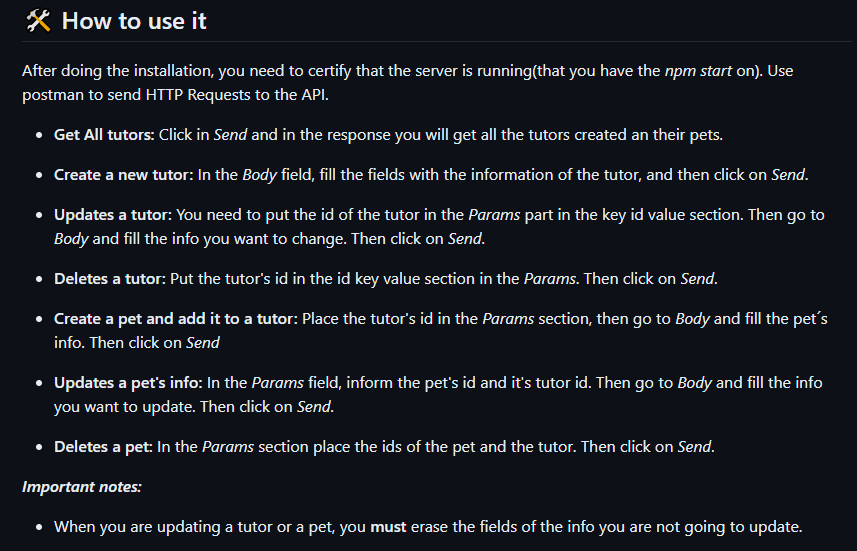 🛠️ How to use it
After doing the installation, you need to certify that the server is running(that you have the npm start on). Use
postman to send HTTP Requests to the API.
• Get All tutors: Click in Send and in the response you will get all the tutors created an their pets.
• Create a new tutor: In the Body field, fill the fields with the information of the tutor, and then click on Send.
• Updates a tutor: You need to put the id of the tutor in the Params part in the key id value section. Then go to
Body and fill the info you want to change. Then click on Send.
• Deletes a tutor: Put the tutor's id in the id key value section in the Params. Then click on Send.
• Create a pet and add it to a tutor: Place the tutor's id in the Params section, then go to Body and fill the pet´s
info. Then click on Send
• Updates a pet's info: In the Params field, inform the pet's id and it's tutor id. Then go to Body and fill the info
you want to update. Then click on Send.
• Deletes a pet: In the Params section place the ids of the pet and the tutor. Then click on Send.
Important notes:
• When you are updating a tutor or a pet, you must erase the fields of the info you are not going to update.